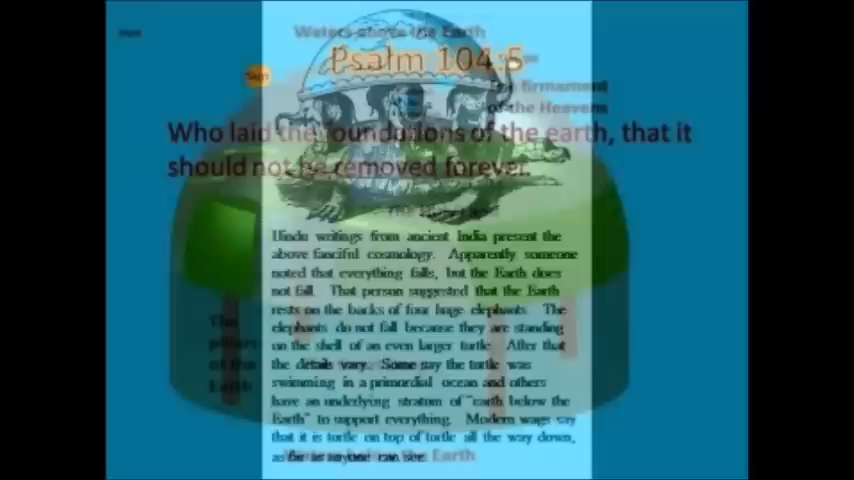 Waters above the Earth
Psalm 104:5
Sun
firmament
of the Heavens
Who laid the foundations of the earth, that it
should not be removed forever.
Hindu writings from ancient India present the
above fanciful cosmology. Apparently someone
noted that everything falls, but the Earth does
not fall. That person suggested that the Earth
rests on the backs of four huge elephants. The
elephants do not fall because they are standing
on the shell of an even larger turtle. After that
the details vary. Some say the turtle was
swimming in a primordial ocean and others
have an underlying stratum of "earth below the
Earth" to support everything. Modern wags say
that it is turtle on top of turtle all the way down,
as far as anyone can see.
The
pillars
of the
Earth
the Earth